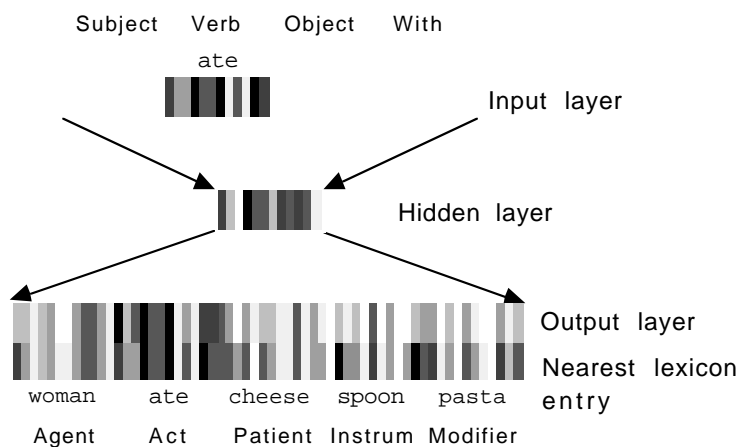 Subject Verb Object With
ate
Input layer
Hidden layer
Output layer
Nearest lexicon
entry
woman ate cheese spoon pasta
Agent Act Patient Instrum Modifier